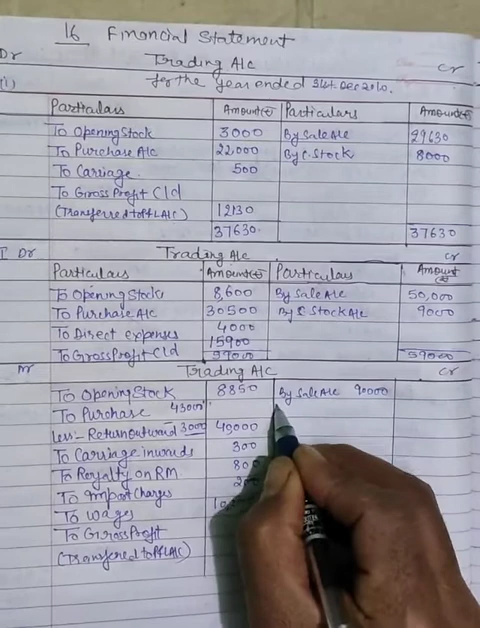 16 Financial Statement
Dr Trading A/c Cr
(i) for the year ended 31st Dec 2010.
Particulars Amount(₹) Particulars Amount(₹)
To Opening Stock 3000 By Sale A/c 29630
To Purchase A/c 22,000 By C. Stock 8000
To Carriage 500
To Gross Profit C/d
(Transferred to P/L A/c) 12130
37630 37630
Dr Trading A/c Cr
Particulars Amount(₹) Particulars Amount
To Opening Stock 8,600 By Sale A/c 50,000
To Purchase A/c 30500 By C Stock A/c 9000
To Direct expenses 4000
To Gross Profit C/d 15900
59000 59000
Trading A/C Cr
To Opening Stock 8850 By Sale A/c 90000
To Purchase 43000
Less- Return outward 3000 40000
To Carriage inwards 300
To Royalty on RM 800
To Import Charges
To Wages
To Gross Profit
(Transferred to P/L A/c)